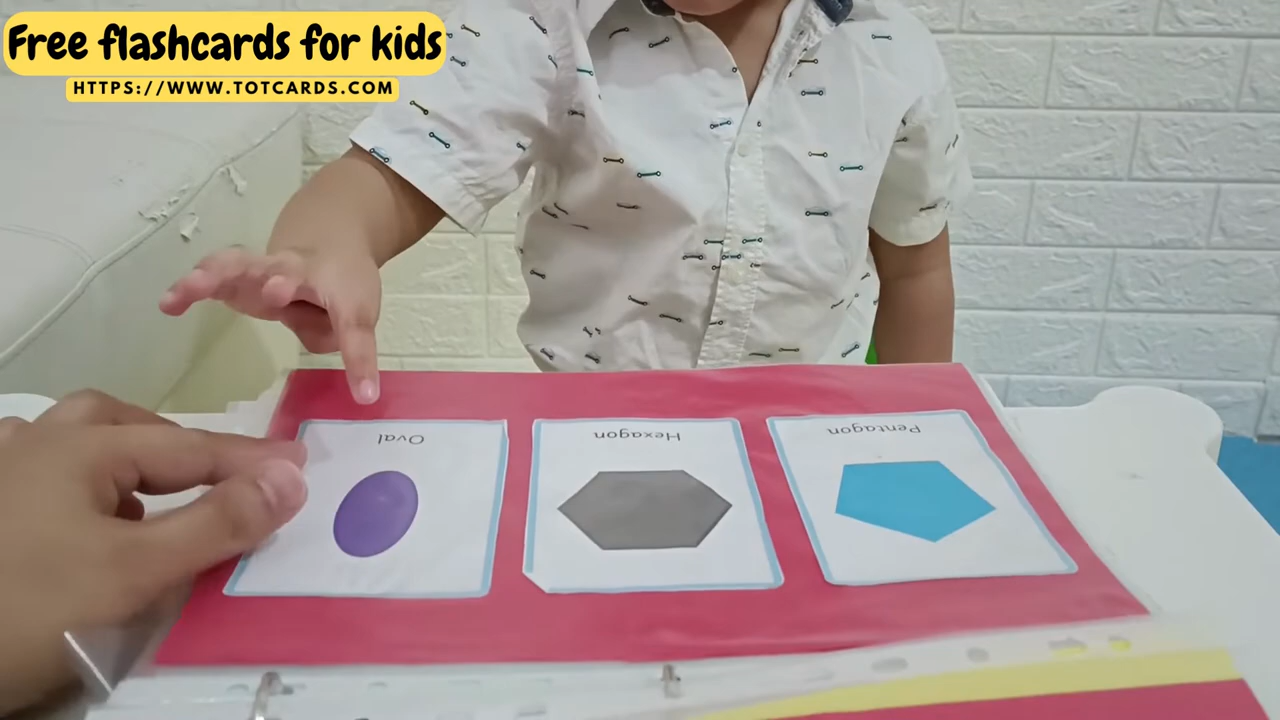 Free flashcards for kids
HTTPS://WWW.TOTCARDS.COM
Oval
Hexagon
Pentagon